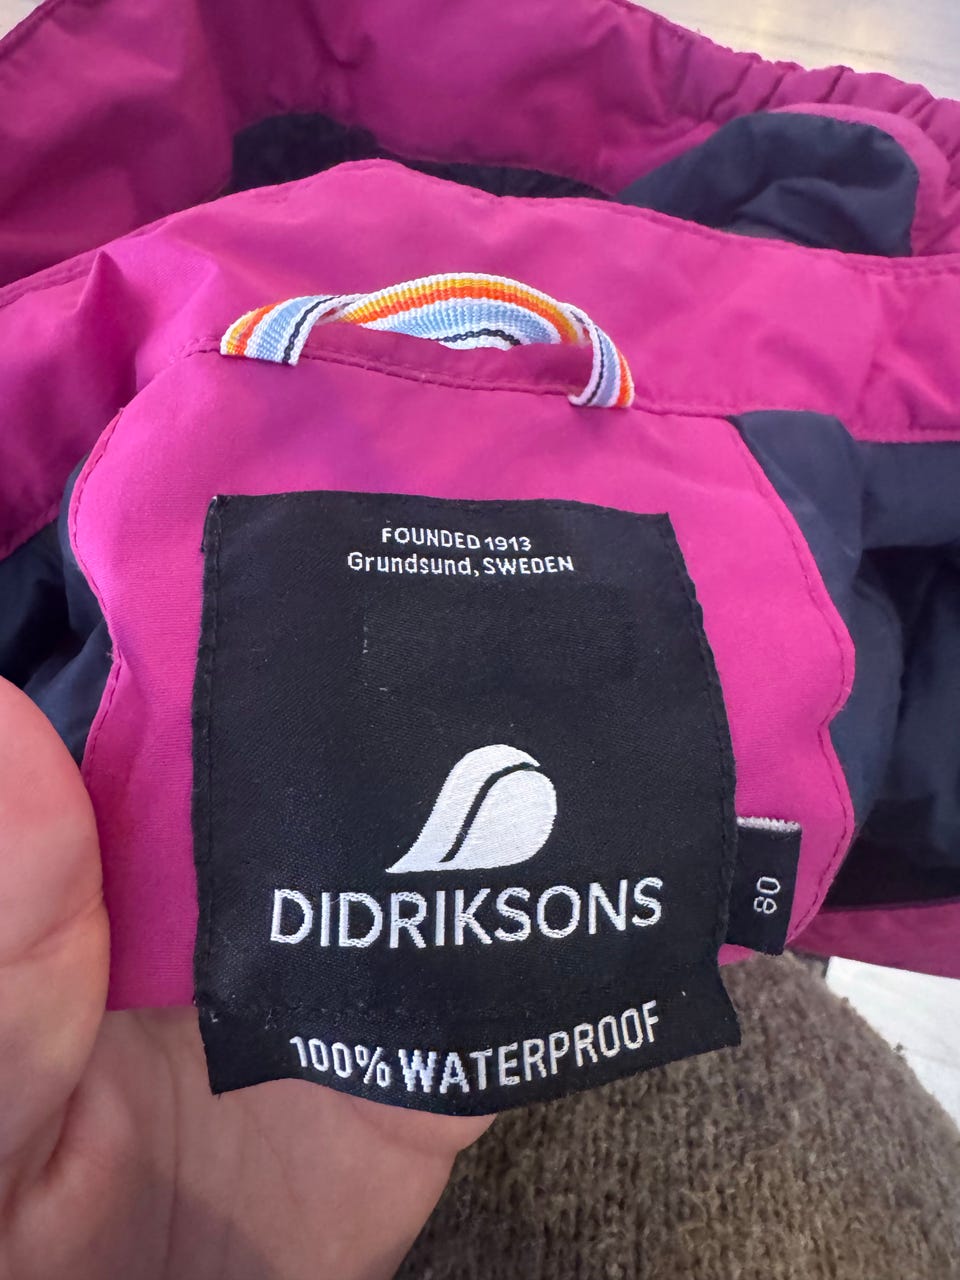 FOUNDED 1913
Grundsund, SWEDEN
DIDRIKSONS
80
100% WATERPROOF